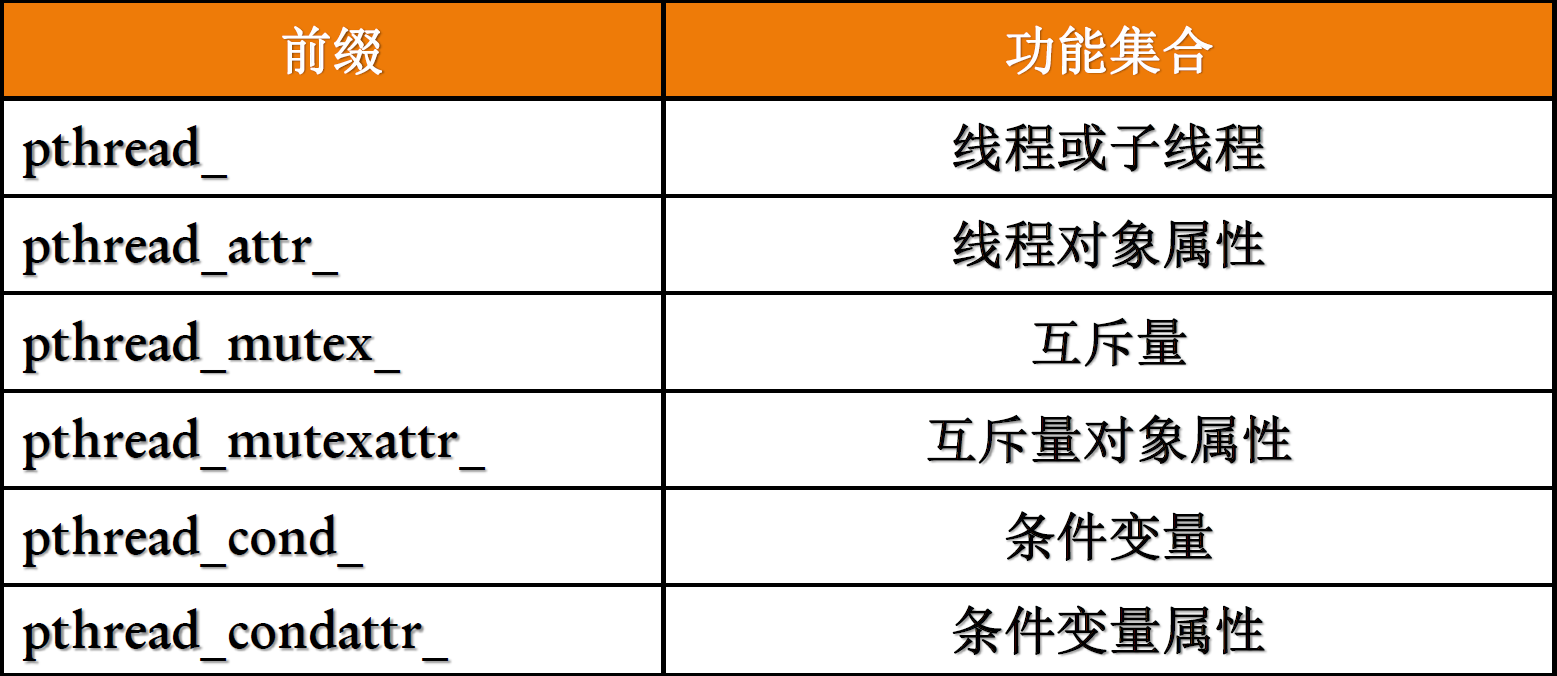 前缀 功能集合
pthread_ 线程或子线程
pthread_attr_ 线程对象属性
pthread_mutex_ 互斥量
pthread_mutexattr_ 互斥量对象属性
pthread_cond_ 条件变量
pthread_condattr_ 条件变量属性